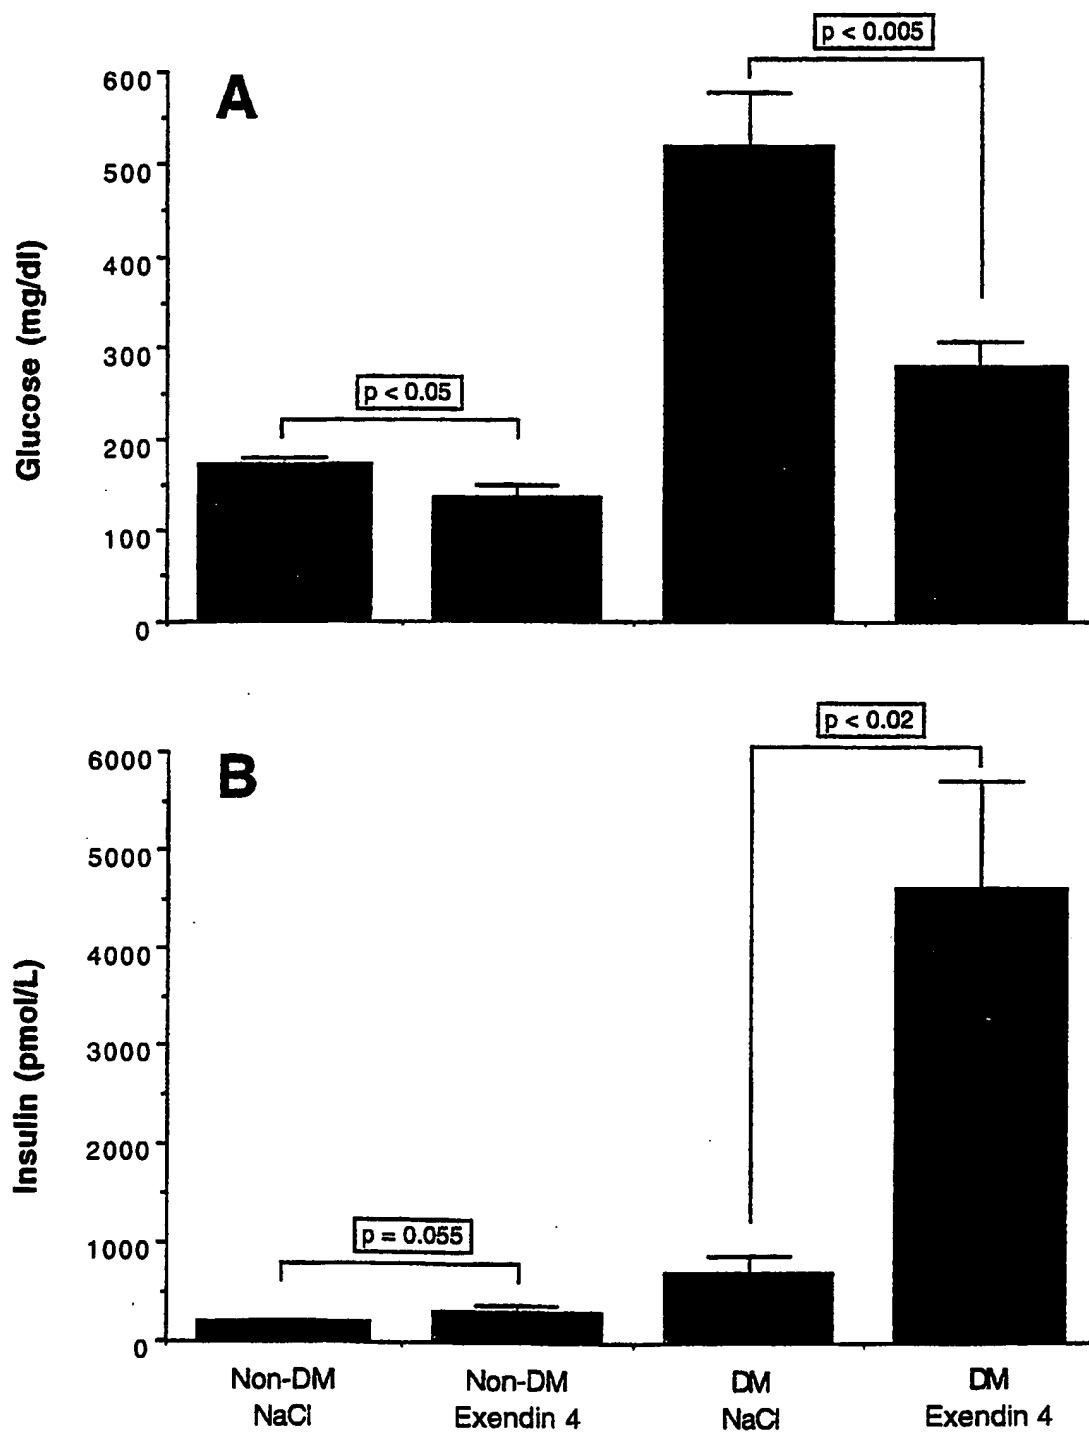 p < 0.005
A
600
500
400
300
200
100
0
Glucose (mg/dl)
p < 0.05
p < 0.02
B
6000
5000
4000
3000
2000
1000
0
Insulin (pmol/L)
p = 0.055
Non-DM
NaCl
Non-DM
Exendin 4
DM
NaCl
DM
Exendin 4